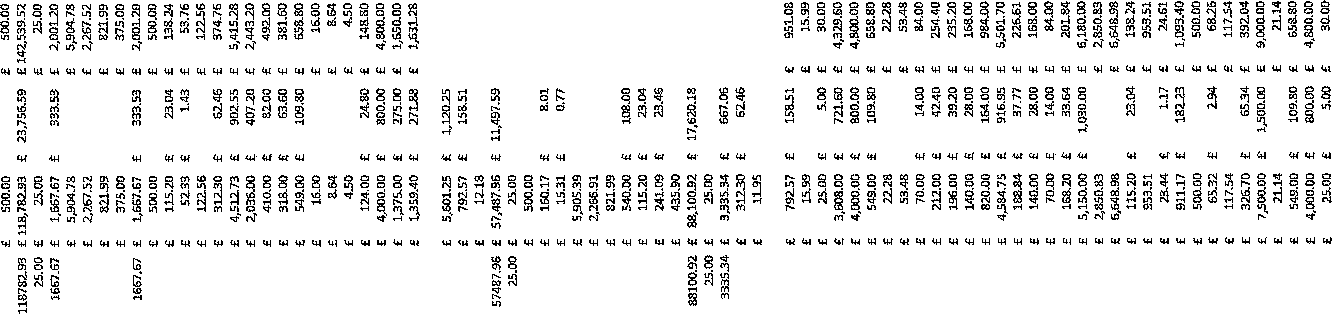 £ 500.00 £ 500.00
118782.93 £ 118,782.93 £ 23,756.59 £ 142,539.52
25.00 £ 25.00 £ 25.00
1667.67 £ 1,667.67 £ 333.53 £ 2,001.20
£ 5,904.78 £ 5,904.78
£ 2,267.52 £ 2,267.52
£ 821.99 £ 821.99
£ 375.00 £ 375.00
1667.67 £ 1,667.67 £ 333.53 £ 2,001.20
£ 500.00 £ 500.00
£ 115.20 £ 23.04 £ 138.24
£ 52.33 £ 1.43 £ 53.76
£ 122.56 £ 122.56
£ 312.30 £ 62.46 £ 374.76
£ 4,512.73 £ 902.55 £ 5,415.28
£ 2,036.00 £ 407.20 £ 2,443.20
£ 410.00 £ 82.00 £ 492.00
£ 318.00 £ 63.60 £ 381.60
£ 549.00 £ 109.80 £ 658.80
£ 16.00 £ 16.00
£ 8.64 £ 8.64
£ 4.50 £ 4.50
£ 124.00 £ 24.80 £ 148.80
£ 4,000.00 £ 800.00 £ 4,800.00
£ 1,375.00 £ 275.00 £ 1,650.00
£ 1,359.40 £ 271.88 £ 1,631.28
£ 5,601.25 £ 1,120.25
£ 792.57 £ 158.51
£ 12.18
57487.96 £ 57,487.96 £ 11,497.59
25.00 £ 25.00
£ 500.00
£ 160.17 £ 8.01
£ 15.31 £ 0.77
£ 5,905.39
£ 2,266.91
£ 821.99
£ 540.00 £ 108.00
£ 115.20 £ 23.04
£ 241.09 £ 23.46
£ 435.90
88100.92 £ 88,100.92 £ 17,620.18
25.00 £ 25.00
3335.34 £ 3,335.34 £ 667.06
£ 312.30 £ 62.46
£ 11.95
£ 792.57 £ 158.51 £ 951.08
£ 15.99 £ 15.99
£ 25.00 £ 5.00 £ 30.00
£ 3,608.00 £ 721.60 £ 4,329.60
£ 4,000.00 £ 800.00 £ 4,800.00
£ 549.00 £ 109.80 £ 658.80
£ 22.28 £ 22.28
£ 53.48 £ 53.48
£ 70.00 £ 14.00 £ 84.00
£ 212.00 £ 42.40 £ 254.40
£ 196.00 £ 39.20 £ 235.20
£ 140.00 £ 28.00 £ 168.00
£ 820.00 £ 164.00 £ 984.00
£ 4,584.75 £ 916.95 £ 5,501.70
£ 188.84 £ 37.77 £ 226.61
£ 140.00 £ 28.00 £ 168.00
£ 70.00 £ 14.00 £ 84.00
£ 168.20 £ 33.64 £ 201.84
£ 5,150.00 £ 1,030.00 £ 6,180.00
£ 2,850.83 £ 2,850.83
£ 6,648.98 £ 6,648.98
£ 115.20 £ 23.04 £ 138.24
£ 953.51 £ 953.51
£ 23.44 £ 1.17 £ 24.61
£ 911.17 £ 182.23 £ 1,093.40
£ 500.00 £ 500.00
£ 65.32 £ 2.94 £ 68.26
£ 117.54 £ 117.54
£ 326.70 £ 65.34 £ 392.04
£ 7,500.00 £ 1,500.00 £ 9,000.00
£ 21.14 £ 21.14
£ 549.00 £ 109.80 £ 658.80
£ 4,000.00 £ 800.00 £ 4,800.00
£ 25.00 £ 5.00 £ 30.00